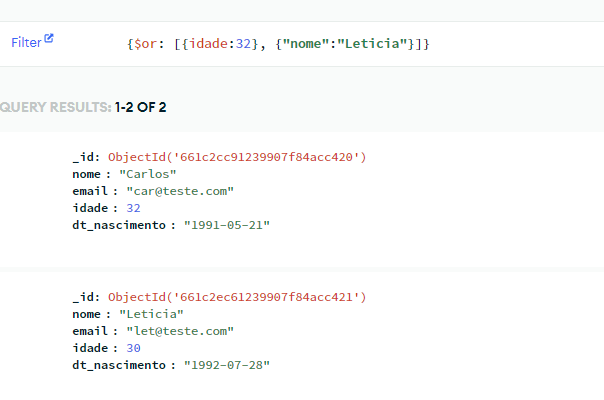 Filter {$or: [{idade:32}, {"nome":"Leticia"}]}
QUERY RESULTS: 1-2 OF 2
_id: ObjectId('661c2cc91239907f84acc420')
nome : "Carlos"
email : "car@teste.com"
idade : 32
dt_nascimento : "1991-05-21"
_id: ObjectId('661c2ec61239907f84acc421')
nome : "Leticia"
email : "let@teste.com"
idade : 30
dt_nascimento : "1992-07-28"